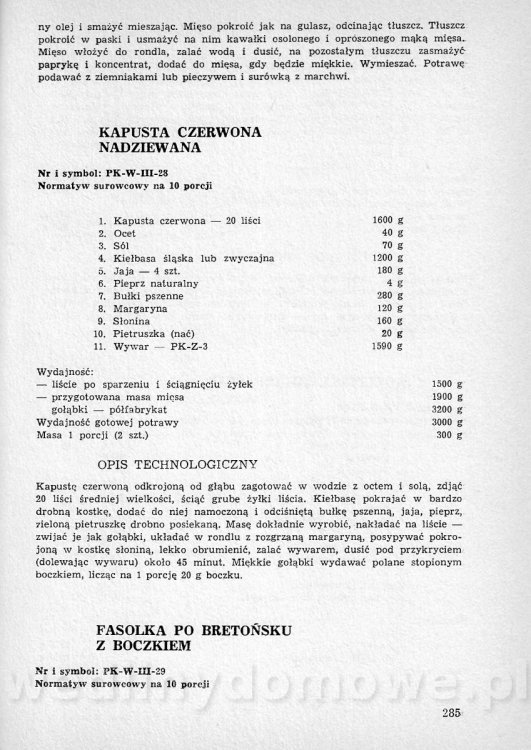 ny olej i smażyć mieszając. Mięso pokroić jak na gulasz, odcinając tłuszcz. Tłuszcz
pokroić w paski i usmażyć na nim kawałki osolonego i oprószonego mąką mięsa.
Mięso włożyć do rondla, zalać wodą i dusić, na pozostałym tłuszczu zasmażyć
paprykę i koncentrat, dodać do mięsa, gdy będzie miękkie. Wymieszać. Potrawę
podawać z ziemniakami lub pieczywem i surówką z marchwi.
KAPUSTA CZERWONA
NADZIEWANA
Nr i symbol: PK-W-III-28
Normatyw surowcowy na 10 porcji
1. Kapusta czerwona — 20 liści 1600 g
2. Ocet 40 g
3. Sól 70 g
4. Kiełbasa śląska lub zwyczajna 1200 g
5. Jaja — 4 szt. 180 g
6. Pieprz naturalny 4 g
7. Bułki pszenne 280 g
8. Margaryna 120 g
9. Słonina 160 g
10. Pietruszka (nać) 20 g
11. Wywar — PK-Z-3 1590 g
Wydajność:
— liście po sparzeniu i ściągnięciu żyłek 1500 g
— przygotowana masa mięsa 1900 g
gołąbki — półfabrykat 3200 g
Wydajność gotowej potrawy 3000 g
Masa 1 porcji (2 szt.) 300 g
OPIS TECHNOLOGICZNY
Kapustę czerwoną odkrojoną od głąbu zagotować w wodzie z octem i solą, zdjąć
20 liści średniej wielkości, ściąć grube żyłki liścia. Kiełbasę pokrajać w bardzo
drobną kostkę, dodać do niej namoczoną i odciśniętą bułkę pszenną, jaja, pieprz,
zieloną pietruszkę drobno posiekaną. Masę dokładnie wyrobić, nakładać na liście —
zwijać je jak gołąbki, układać w rondlu z rozgrzaną margaryną, posypywać pokro-
joną w kostkę słoniną, lekko obrumienić, zalać wywarem, dusić pod przykryciem
(dolewając wywaru) około 45 minut. Miękkie gołąbki wydawać polane stopionym
boczkiem, licząc na 1 porcję 20 g boczku.
FASOLKA PO BRETOŃSKU
Z BOCZKIEM
Nr i symbol: PK-W-III-29
Normatyw surowcowy na 10 porcji
wedlinydomowe.pl
285